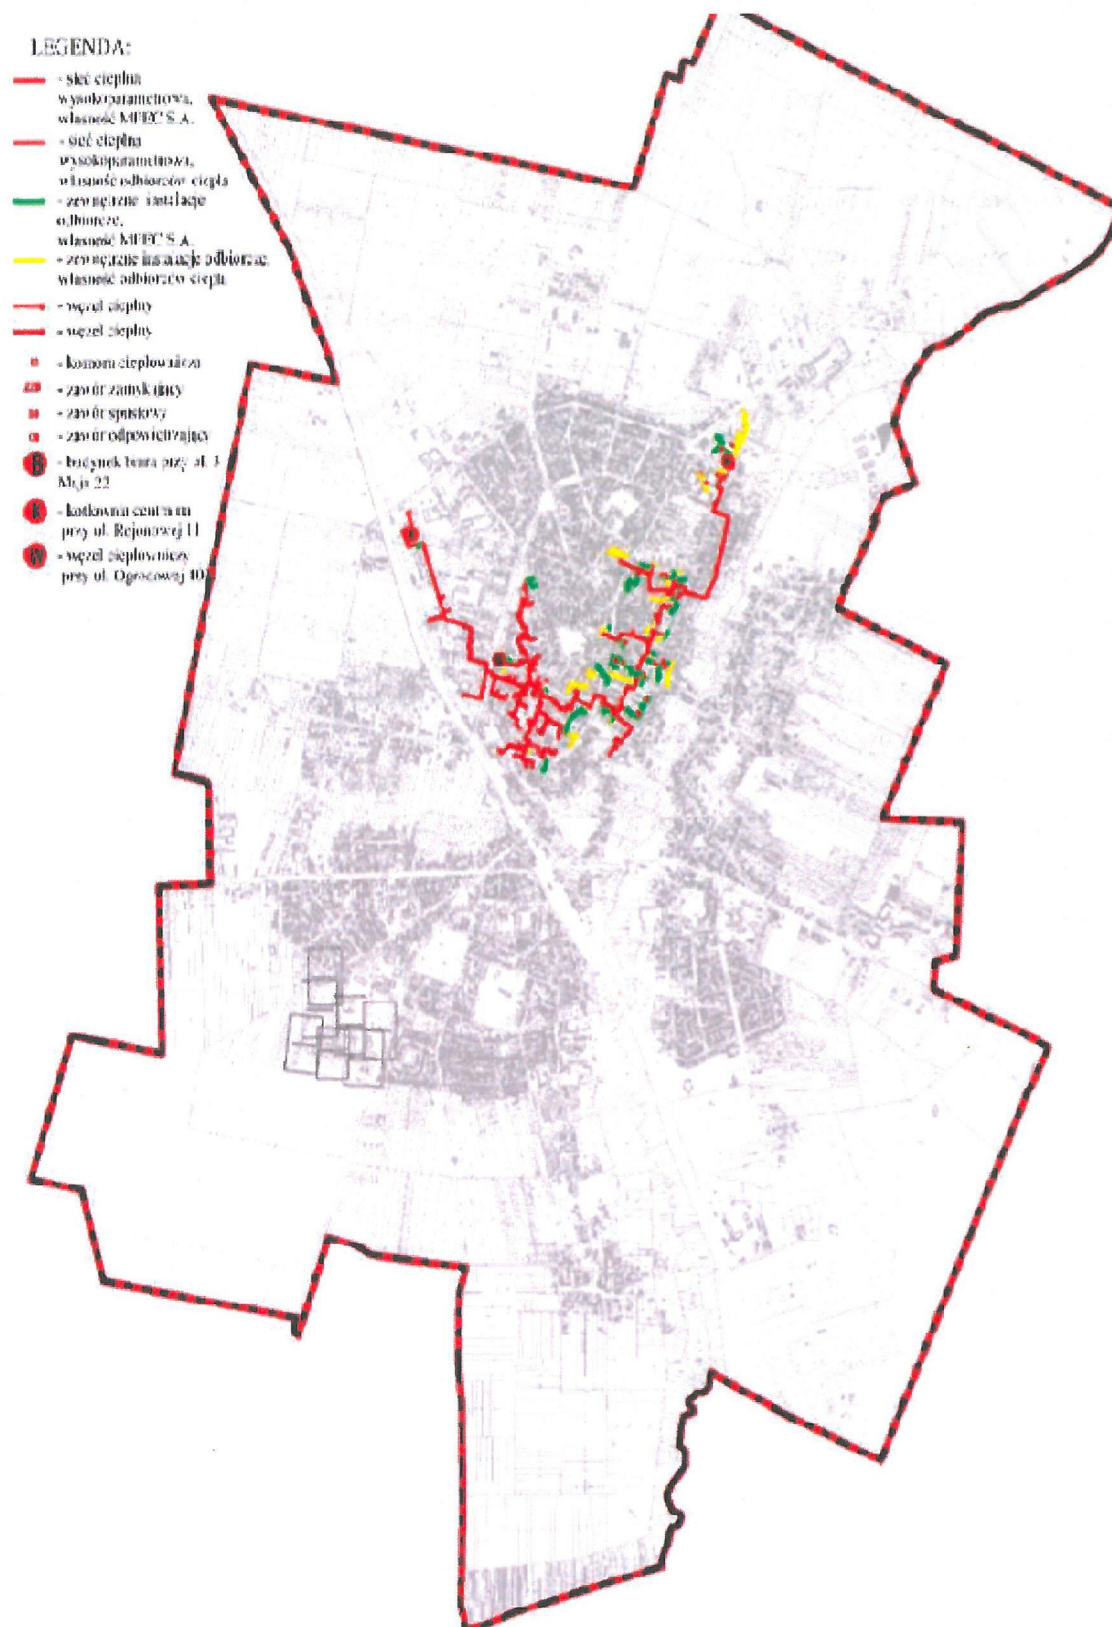 LEGENDA:
- sieć cieplna
wysokoparametrowa,
własność MPEC S.A.
- sieć cieplna
wysokoparametrowa,
własność odbiorców ciepła
- zewnętrzne instalacje
odbiorcze,
własność MPEC S.A.
- zewnętrzne instalacje odbiorcze,
własność odbiorców ciepła
- węzeł cieplny
- węzeł cieplny
- komora ciepłownicza
- zawór zamykający
- zawór spustowy
- zawór odpowietrzający
B - budynek biura przy al. 3
Maja 22
K - kotłownia centralna
przy ul. Rejonowej 11
W - węzeł ciepłowniczy
przy ul. Ogrodowej